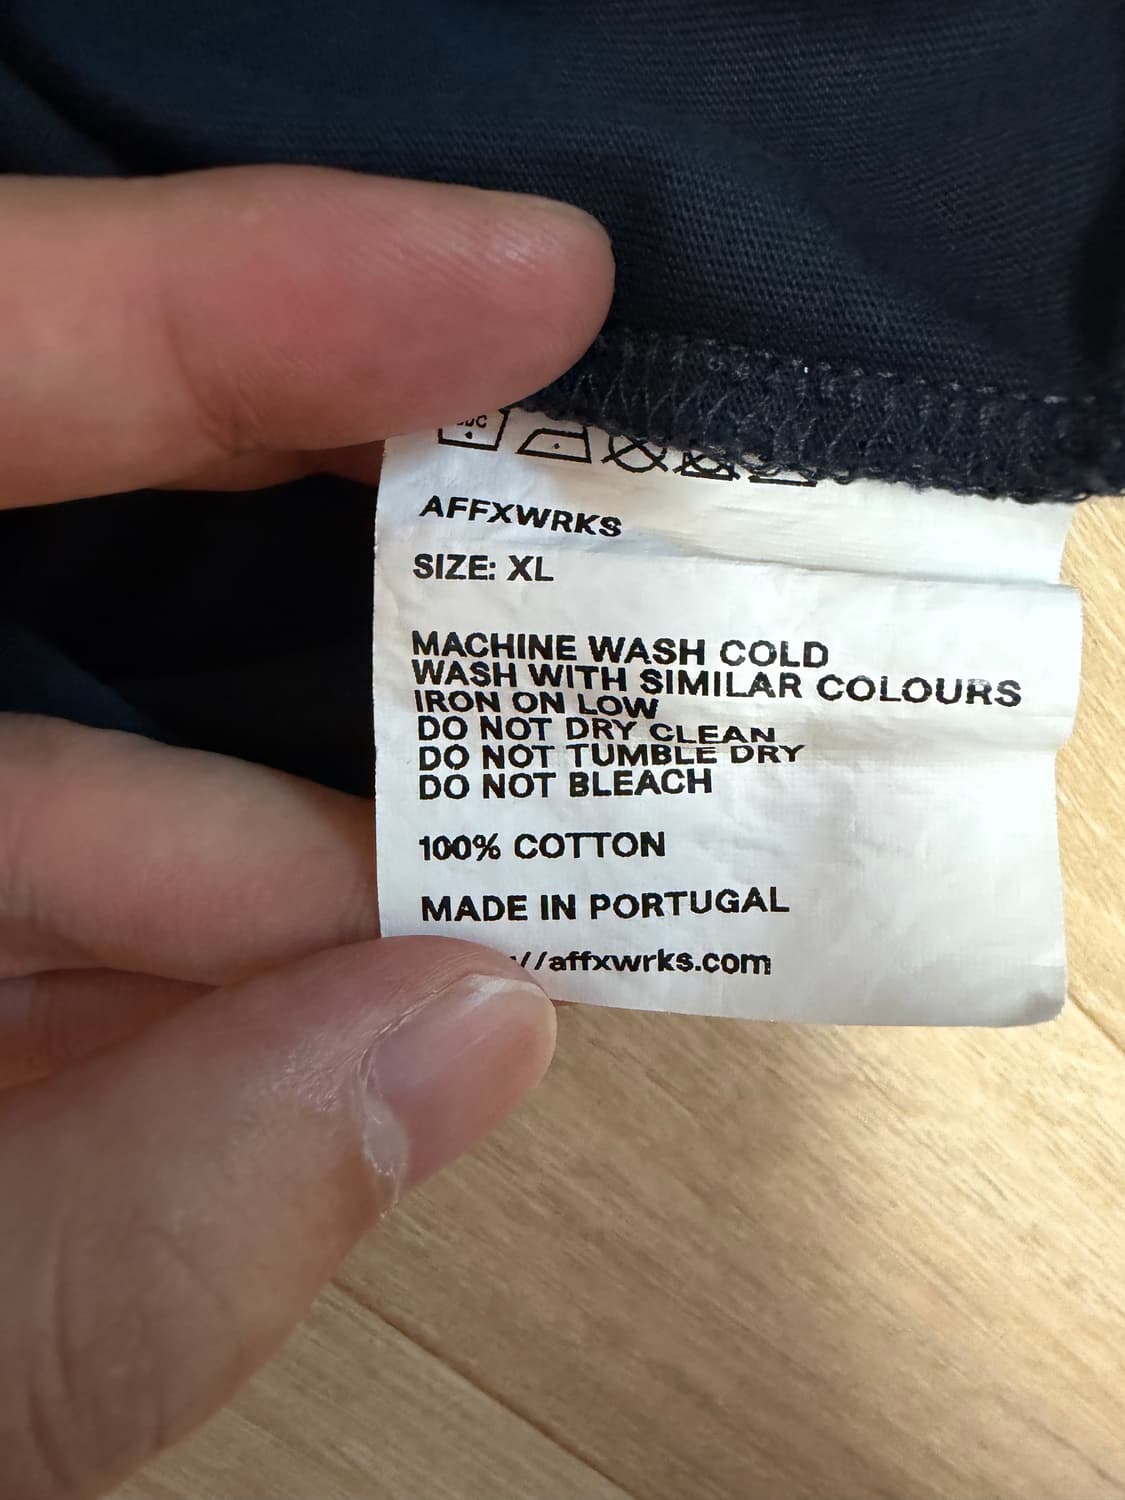 AFFXWRKS
SIZE: XL
MACHINE WASH COLD
WASH WITH SIMILAR COLOURS
IRON ON LOW
DO NOT DRY CLEAN
DO NOT TUMBLE DRY
DO NOT BLEACH
100% COTTON
MADE IN PORTUGAL
//affxwrks.com